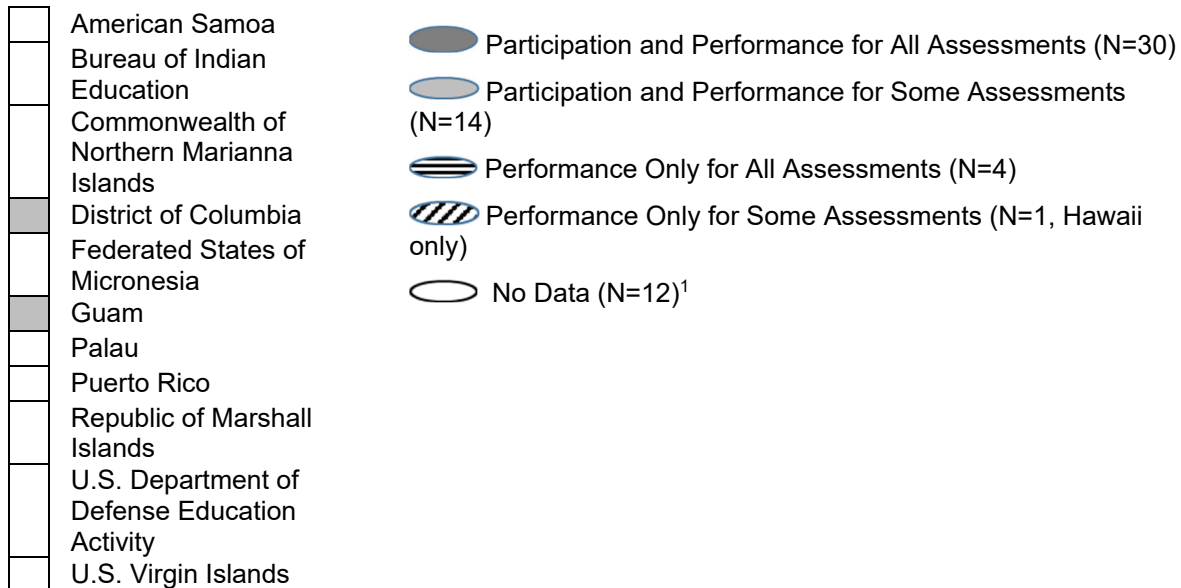 American Samoa
Bureau of Indian
Education
Commonwealth of
Northern Marianna
Islands
District of Columbia
Federated States of
Micronesia
Guam
Palau
Puerto Rico
Republic of Marshall
Islands
U.S. Department of
Defense Education
Activity
U.S. Virgin Islands
Participation and Performance for All Assessments (N=30)
Participation and Performance for Some Assessments
(N=14)
Performance Only for All Assessments (N=4)
Performance Only for Some Assessments (N=1, Hawaii
only)
No Data (N=12)1